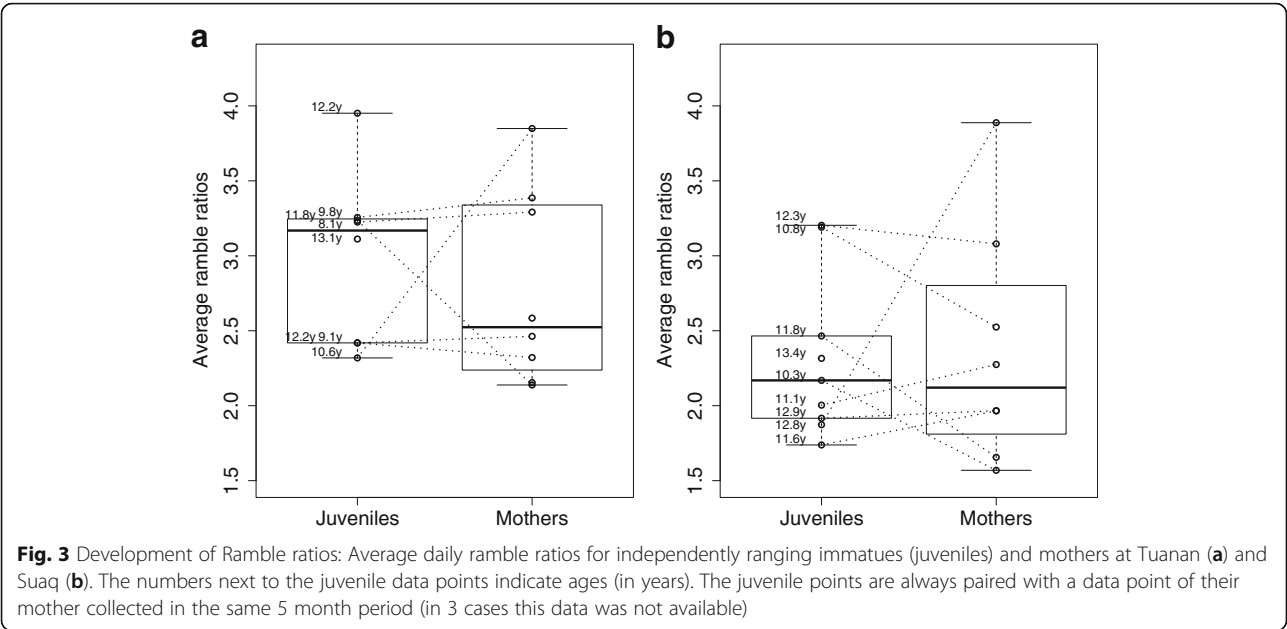 a
Average ramble ratios
4.0
3.5
3.0
2.5
2.0
1.5
12.2y
11.8y 9.8y
8.1y
13.1y
12.2y 9.1y
10.6y
Juveniles Mothers
b
Average ramble ratios
4.0
3.5
3.0
2.5
2.0
1.5
12.3y
10.8y
11.8y
13.4y
10.3y
11.1y
12.9y
12.8y
11.6y
Juveniles Mothers
Fig. 3 Development of Ramble ratios: Average daily ramble ratios for independently ranging immatues (juveniles) and mothers at Tuanan (a) and
Suaq (b). The numbers next to the juvenile data points indicate ages (in years). The juvenile points are always paired with a data point of their
mother collected in the same 5 month period (in 3 cases this data was not available)